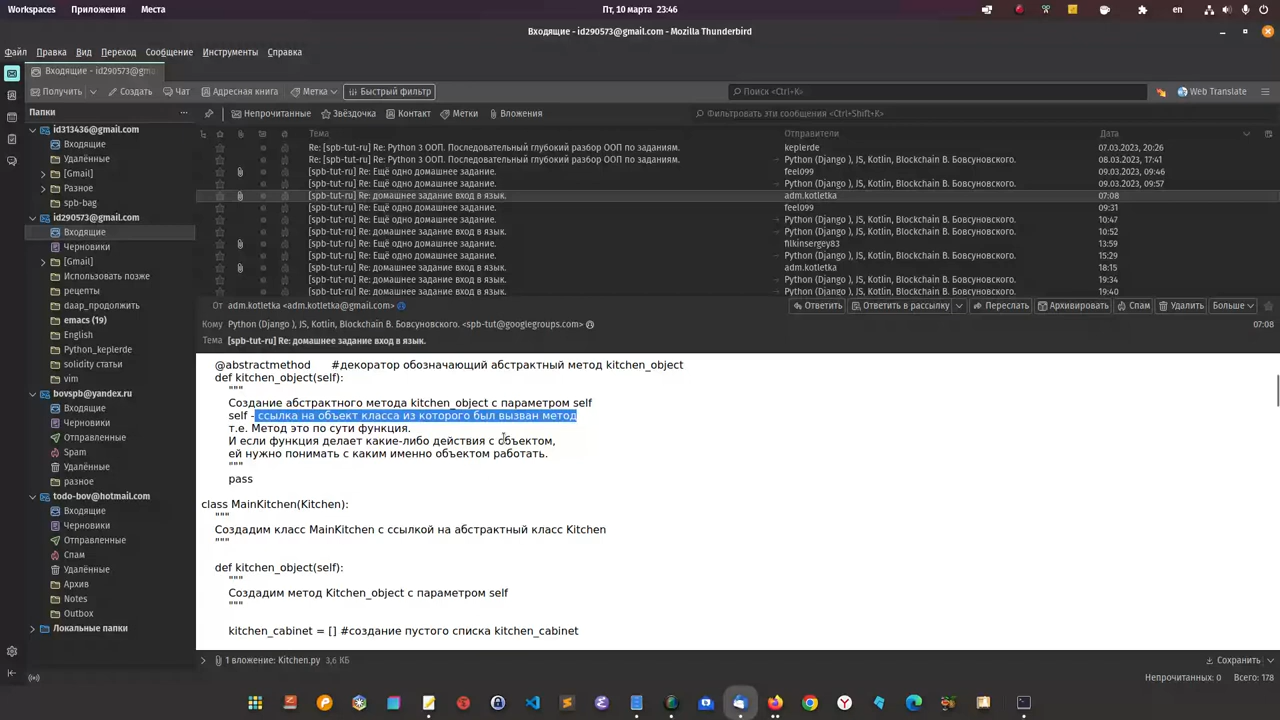 Workspaces Приложения Места
Пт, 10 марта 23:46
en
Входящие - id290573@gmail.com - Mozilla Thunderbird
Файл Правка Вид Переход Сообщение Инструменты Справка
Входящие - id290573@gma
Получить Создать Чат Адресная книга Метка Быстрый фильтр Поиск <Ctrl+K> Web Translate
Папки ··· Непрочитанные Звёздочка Контакт Метки Вложения Фильтровать эти сообщения <Ctrl+Shift+K>
id313436@gmail.com
Входящие
Удалённые
[Gmail]
Разное
spb-bag
id290573@gmail.com
Входящие
Черновики
[Gmail]
Использовать позже
рецепты
daap_продолжить
emacs (19)
English
Python_keplerde
solidity статьи
vim
bovspb@yandex.ru
Входящие
Черновики
Отправленные
Spam
Удалённые
разное
todo-bov@hotmail.com
Входящие
Черновики
Отправленные
Спам
Удалённые
Архив
Notes
Outbox
Локальные папки
Тема Отправители Дата
Re: [spb-tut-ru] Re: Python 3 ООП. Последовательный глубокий разбор ООП по заданиям. keplerde 07.03.2023, 20:26
Re: [spb-tut-ru] Re: Python 3 ООП. Последовательный глубокий разбор ООП по заданиям. Python (Django ), JS, Kotlin, Blockchain В. Бовсуновского. 08.03.2023, 17:41
[spb-tut-ru] Re: Ещё одно домашнее задание. feel099 09.03.2023, 09:46
[spb-tut-ru] Re: Ещё одно домашнее задание. Python (Django ), JS, Kotlin, Blockchain В. Бовсуновского. 09.03.2023, 09:57
[spb-tut-ru] Re: домашнее задание вход в язык. adm.kotletka 07:08
[spb-tut-ru] Re: Ещё одно домашнее задание. feel099 09:31
[spb-tut-ru] Re: Ещё одно домашнее задание. Python (Django ), JS, Kotlin, Blockchain В. Бовсуновского. 10:47
[spb-tut-ru] Re: домашнее задание вход в язык. Python (Django ), JS, Kotlin, Blockchain В. Бовсуновского. 10:52
[spb-tut-ru] Re: Ещё одно домашнее задание. filkinsergey83 13:59
[spb-tut-ru] Re: Ещё одно домашнее задание. Python (Django ), JS, Kotlin, Blockchain В. Бовсуновского. 15:29
[spb-tut-ru] Re: домашнее задание вход в язык. adm.kotletka 18:15
[spb-tut-ru] Re: домашнее задание вход в язык. Python (Django ), JS, Kotlin, Blockchain В. Бовсуновского. 19:34
[spb-tut-ru] Re: домашнее задание вход в язык. Python (Django ), JS, Kotlin, Blockchain В. Бовсуновского. 19:40
От adm.kotletka <adm.kotletka@gmail.com> Ответить Ответить в рассылку Переслать Архивировать Спам Удалить Больше
Кому Python (Django ), JS, Kotlin, Blockchain В. Бовсуновского. <spb-tut@googlegroups.com> 07:08
Тема [spb-tut-ru] Re: домашнее задание вход в язык.
@abstractmethod #декоратор обозначающий абстрактный метод kitchen_object
def kitchen_object(self):
"""
Создание абстрактного метода kitchen_object с параметром self
self - ссылка на объект класса из которого был вызван метод
т.е. Метод это по сути функция.
И если функция делает какие-либо действия с объектом,
ей нужно понимать с каким именно объектом работать.
"""
pass
class MainKitchen(Kitchen):
"""
Создадим класс MainKitchen с ссылкой на абстрактный класс Kitchen
"""
def kitchen_object(self):
"""
Создадим метод Kitchen_object с параметром self
"""
kitchen_cabinet = [] #создание пустого списка kitchen_cabinet
1 вложение: Kitchen.py 3,6 КБ Сохранить
Непрочитанных: 0 Всего: 178